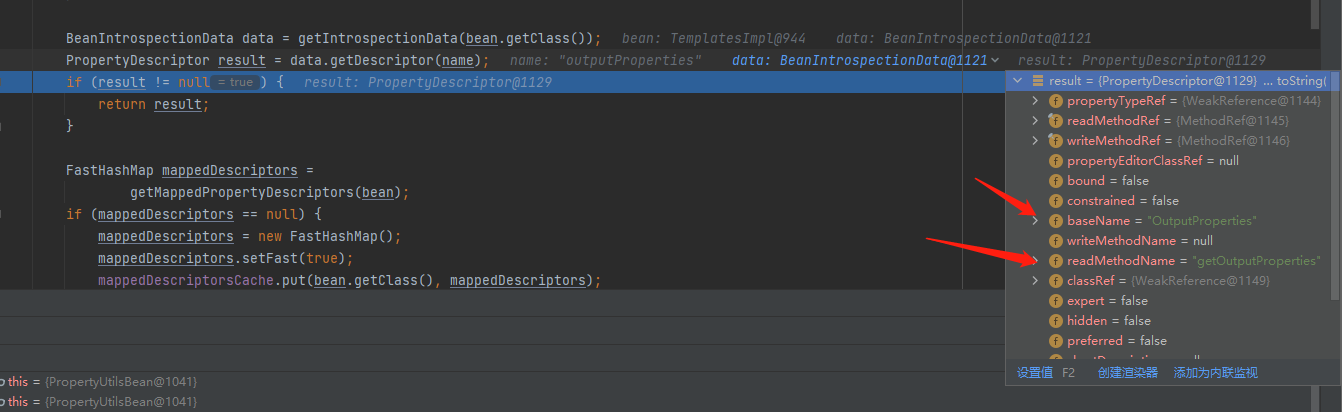 BeanIntrospectionData data = getIntrospectionData(bean.getClass()); bean: TemplatesImpl@944 data: BeanIntrospectionData@1121
PropertyDescriptor result = data.getDescriptor(name); name: "outputProperties" data: BeanIntrospectionData@1121 result: PropertyDescriptor@1129
if (result != null = true ) { result: PropertyDescriptor@1129
return result;
}
FastHashMap mappedDescriptors =
getMappedPropertyDescriptors(bean);
if (mappedDescriptors == null) {
mappedDescriptors = new FastHashMap();
mappedDescriptors.setFast(true);
mappedDescriptorsCache.put(bean.getClass(), mappedDescriptors);
result = {PropertyDescriptor@1129} ... toString(
propertyTypeRef = {WeakReference@1144}
readMethodRef = {MethodRef@1145}
writeMethodRef = {MethodRef@1146}
propertyEditorClassRef = null
bound = false
constrained = false
baseName = "OutputProperties"
writeMethodName = null
readMethodName = "getOutputProperties"
classRef = {WeakReference@1149}
expert = false
hidden = false
preferred = false
设置值 F2 创建渲染器 添加为内联监视
this = {PropertyUtilsBean@1041}
this = {PropertyUtilsBean@1041}